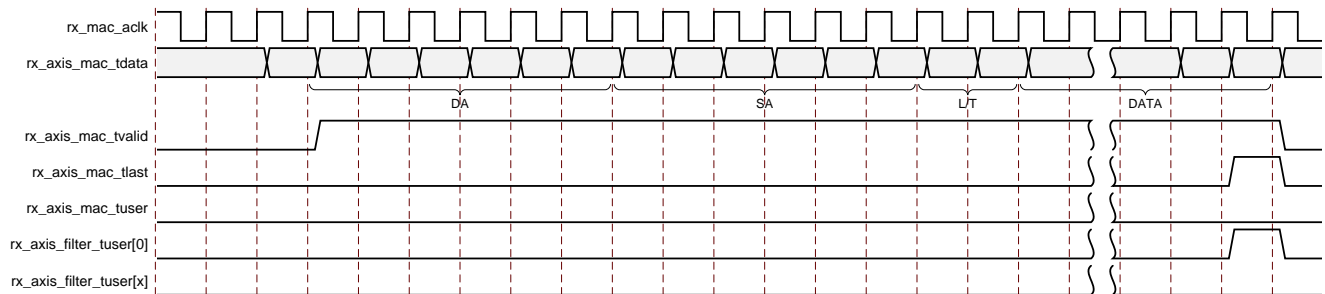 rx_mac_aclk
rx_axis_mac_tdata
DA SA L/T DATA
rx_axis_mac_tvalid
rx_axis_mac_tlast
rx_axis_mac_tuser
rx_axis_filter_tuser[0]
rx_axis_filter_tuser[x]